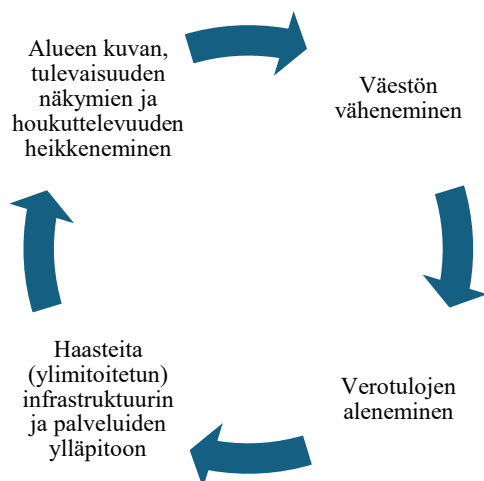 Alueen kuvan,
tulevaisuuden
näkymien ja
houkuttelevuuden
heikkeneminen
Väestön
väheneminen
Verotulojen
aleneminen
Haasteita
(ylimitoitetun)
infrastruktuurin
ja palveluiden
ylläpitoon